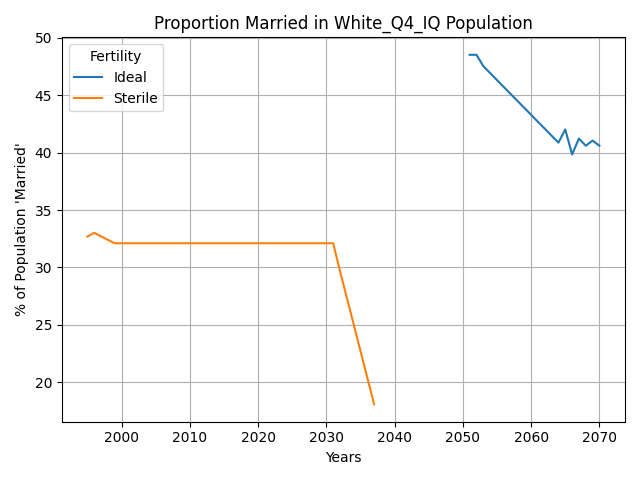 Proportion Married in White_Q4_IQ Population
% of Population 'Married'
50
45
40
35
30
25
20
Fertility
Ideal
Sterile
2000 2010 2020 2030 2040 2050 2060 2070
Years